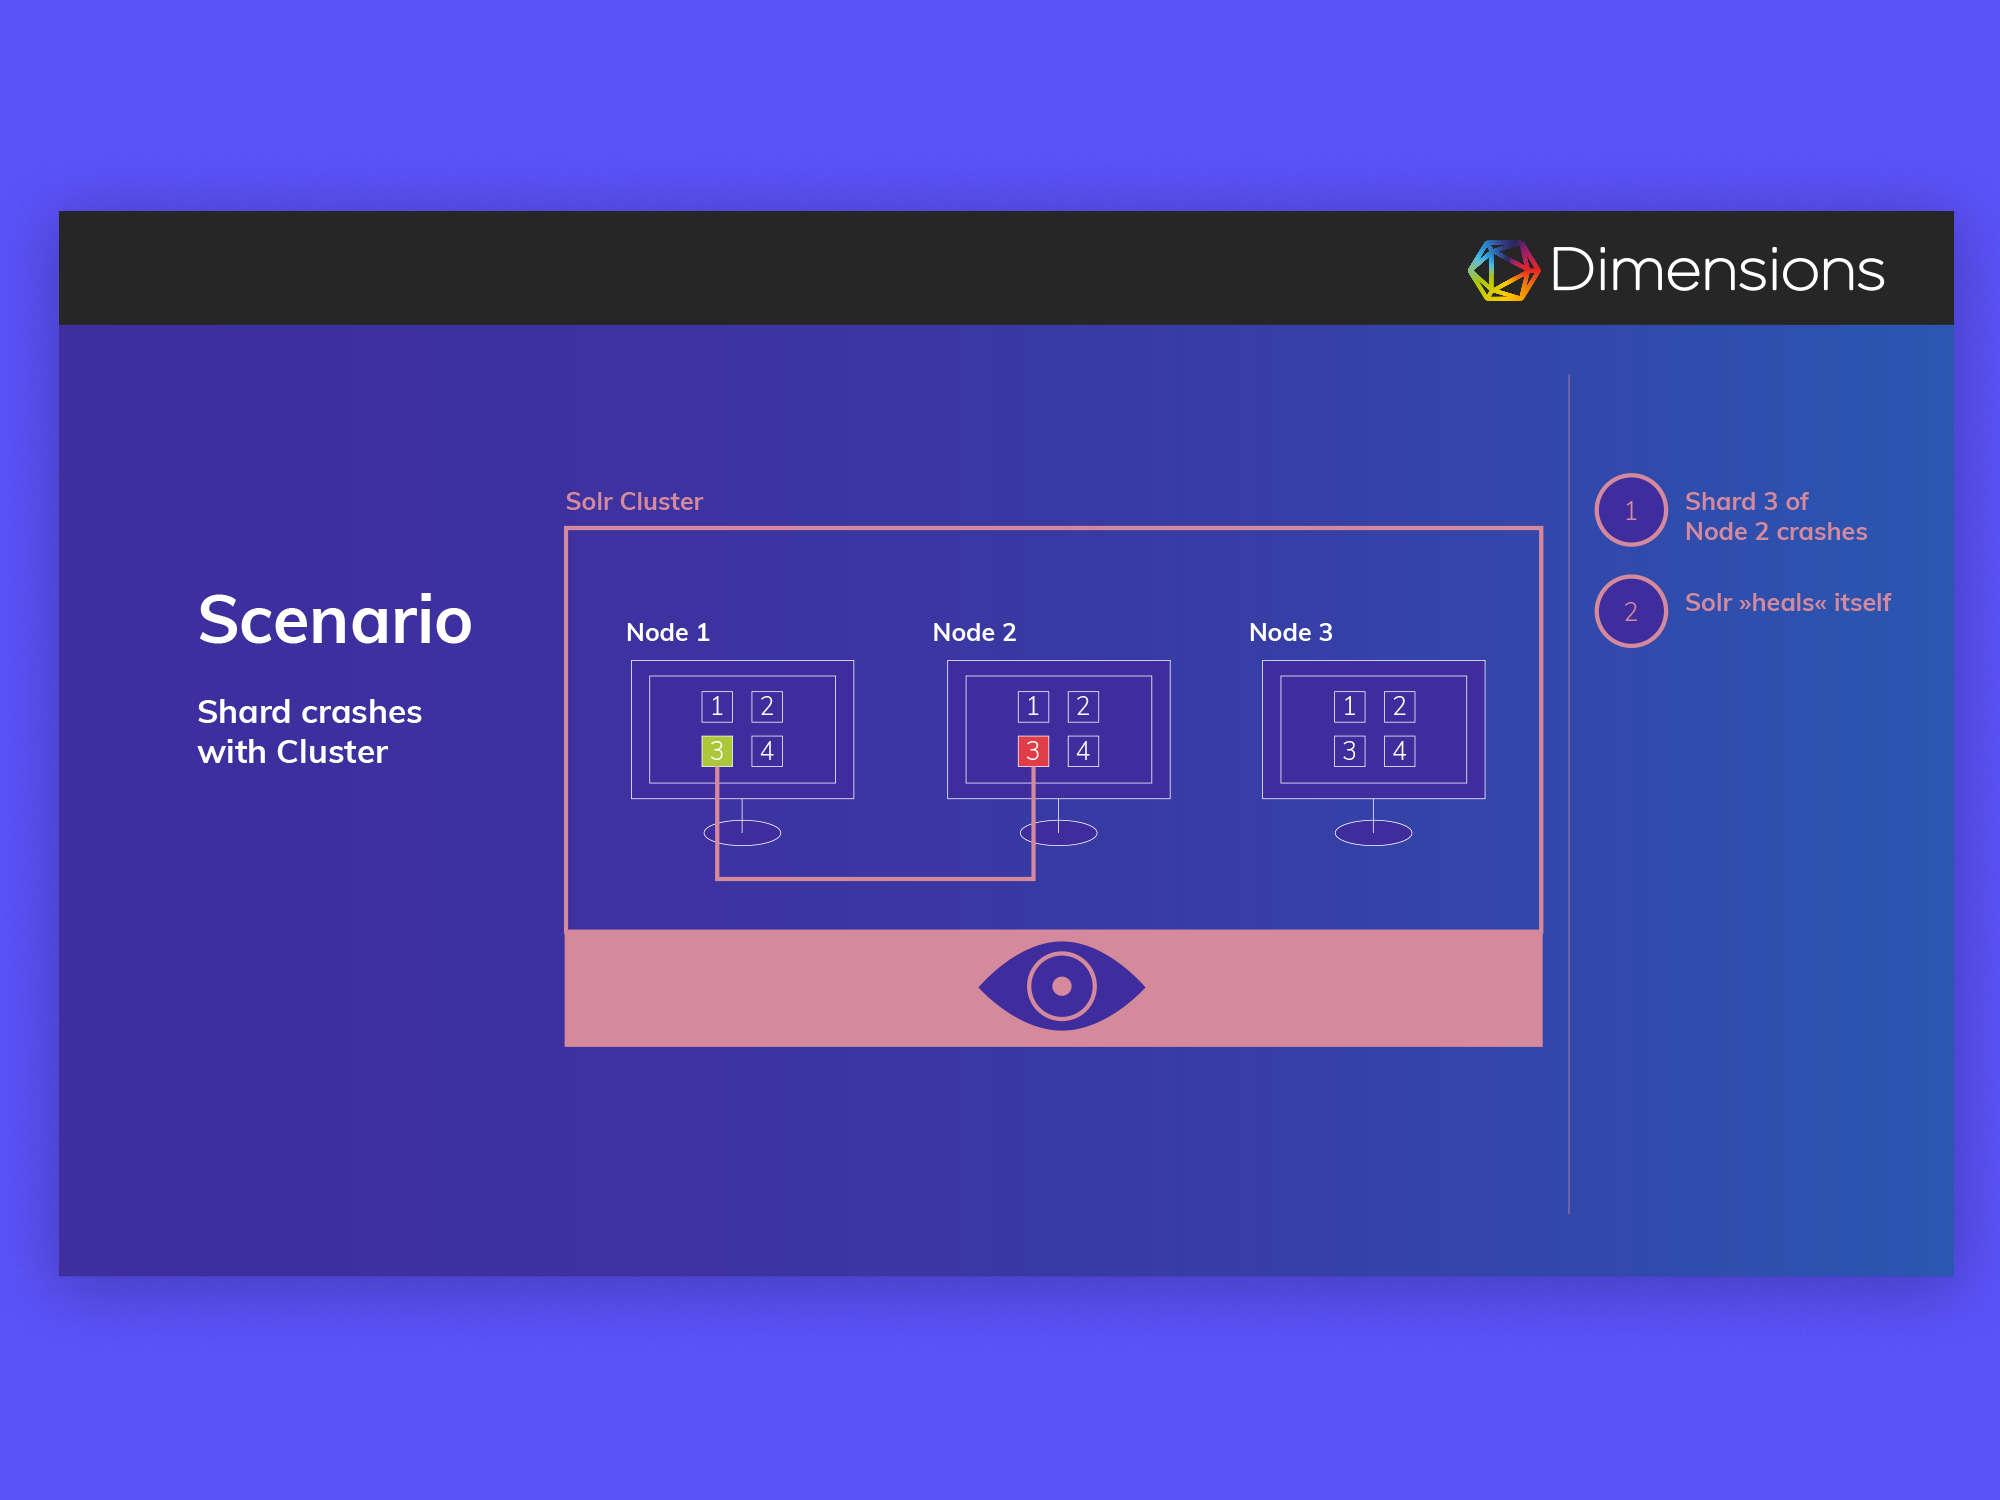 Dimensions
Scenario
Shard crashes
with Cluster
Solr Cluster
Node 1
1 2
3 4
Node 2
1 2
3 4
Node 3
1 2
3 4
1
Shard 3 of
Node 2 crashes
2
Solr »heals« itself